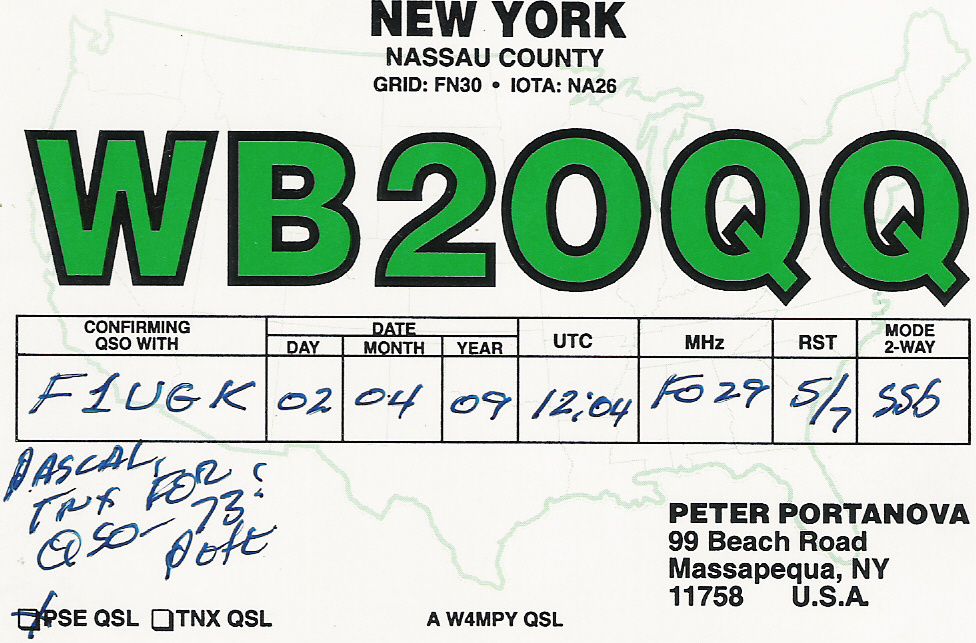 NEW YORK
NASSAU COUNTY
GRID: FN30 • IOTA: NA26
WB2OQQ
CONFIRMING QSO WITH DATE DAY MONTH YEAR UTC MHz RST MODE 2-WAY
F1UGK 02 04 09 12:04 FO29 5/7 SSB
PASCAL,
TNX FOR
QSO - 73
Pete
PETER PORTANOVA
99 Beach Road
Massapequa, NY
11758 U.S.A.
PSE QSL TNX QSL
A W4MPY QSL